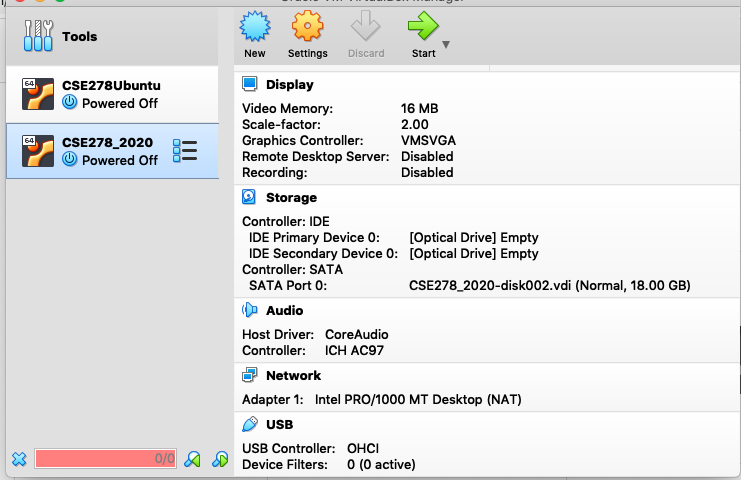 Tools
New
Settings
Discard
Start
64
CSE278Ubuntu
Powered Off
64
CSE278_2020
Powered Off
Display
Video Memory: 16 MB
Scale-factor: 2.00
Graphics Controller: VMSVGA
Remote Desktop Server: Disabled
Recording: Disabled
Storage
Controller: IDE
IDE Primary Device 0: [Optical Drive] Empty
IDE Secondary Device 0: [Optical Drive] Empty
Controller: SATA
SATA Port 0: CSE278_2020-disk002.vdi (Normal, 18.00 GB)
Audio
Host Driver: CoreAudio
Controller: ICH AC97
Network
Adapter 1: Intel PRO/1000 MT Desktop (NAT)
USB
USB Controller: OHCI
Device Filters: 0 (0 active)
0/0